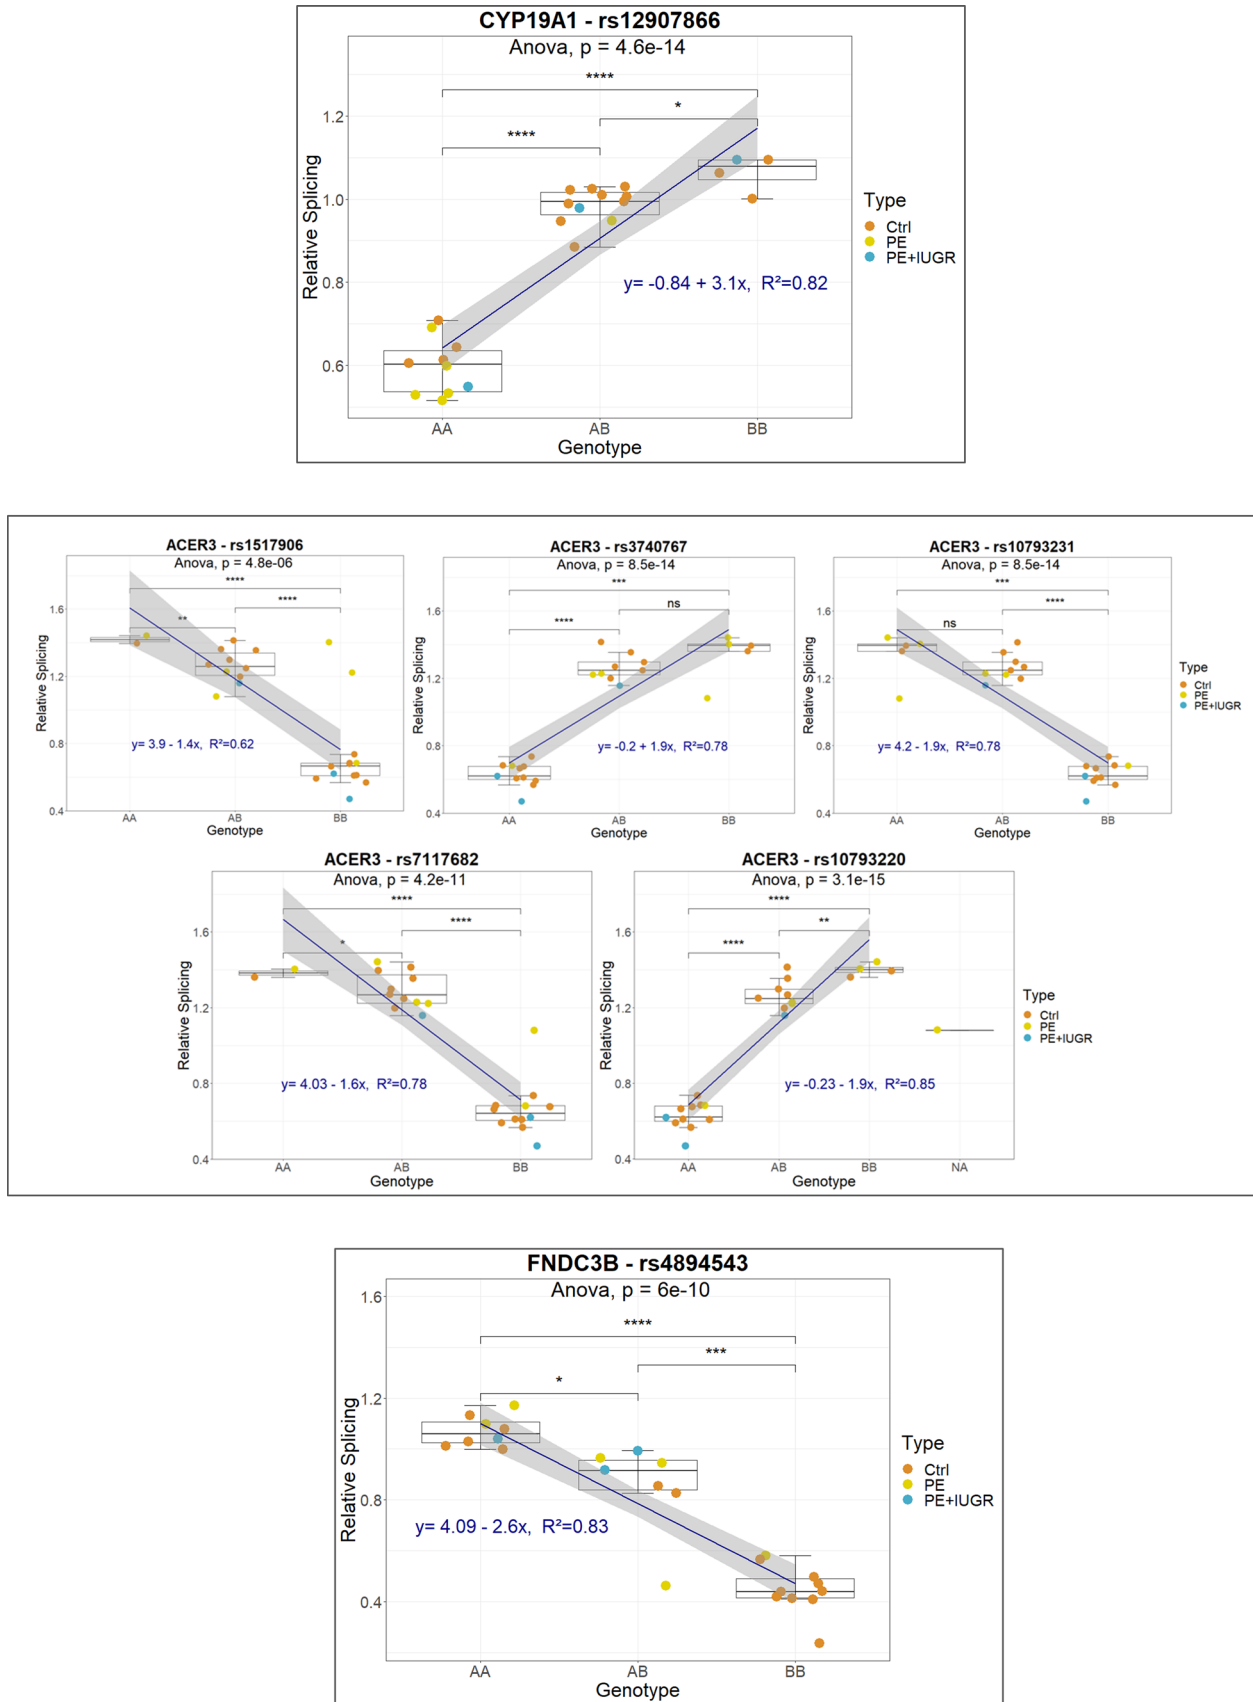 CYP19A1 - rs12907866
Anova, p = 4.6e-14
****
*
****
Relative Splicing
1.2
1.0
0.8
0.6
y= -0.84 + 3.1x, R²=0.82
AA AB BB
Genotype
Type
Ctrl
PE
PE+IUGR
ACER3 - rs1517906
Anova, p = 4.8e-06
****
****
**
Relative Splicing
1.6
1.2
0.8
0.4
y= 3.9 - 1.4x, R²=0.62
AA AB BB
Genotype
ACER3 - rs3740767
Anova, p = 8.5e-14
***
ns
****
Relative Splicing
1.6
1.2
0.8
0.4
y= -0.2 + 1.9x, R²=0.78
AA AB BB
Genotype
ACER3 - rs10793231
Anova, p = 8.5e-14
***
****
ns
Relative Splicing
1.6
1.2
0.8
0.4
y= 4.2 - 1.9x, R²=0.78
AA AB BB
Genotype
Type
Ctrl
PE
PE+IUGR
ACER3 - rs7117682
Anova, p = 4.2e-11
****
****
*
Relative Splicing
1.6
1.2
0.8
0.4
y= 4.03 - 1.6x, R²=0.78
AA AB BB
Genotype
ACER3 - rs10793220
Anova, p = 3.1e-15
****
**
****
Relative Splicing
1.6
1.2
0.8
0.4
y= -0.23 - 1.9x, R²=0.85
AA AB BB NA
Genotype
Type
Ctrl
PE
PE+IUGR
FNDC3B - rs4894543
Anova, p = 6e-10
****
***
*
Relative Splicing
1.6
1.2
0.8
0.4
y= 4.09 - 2.6x, R²=0.83
AA AB BB
Genotype
Type
Ctrl
PE
PE+IUGR